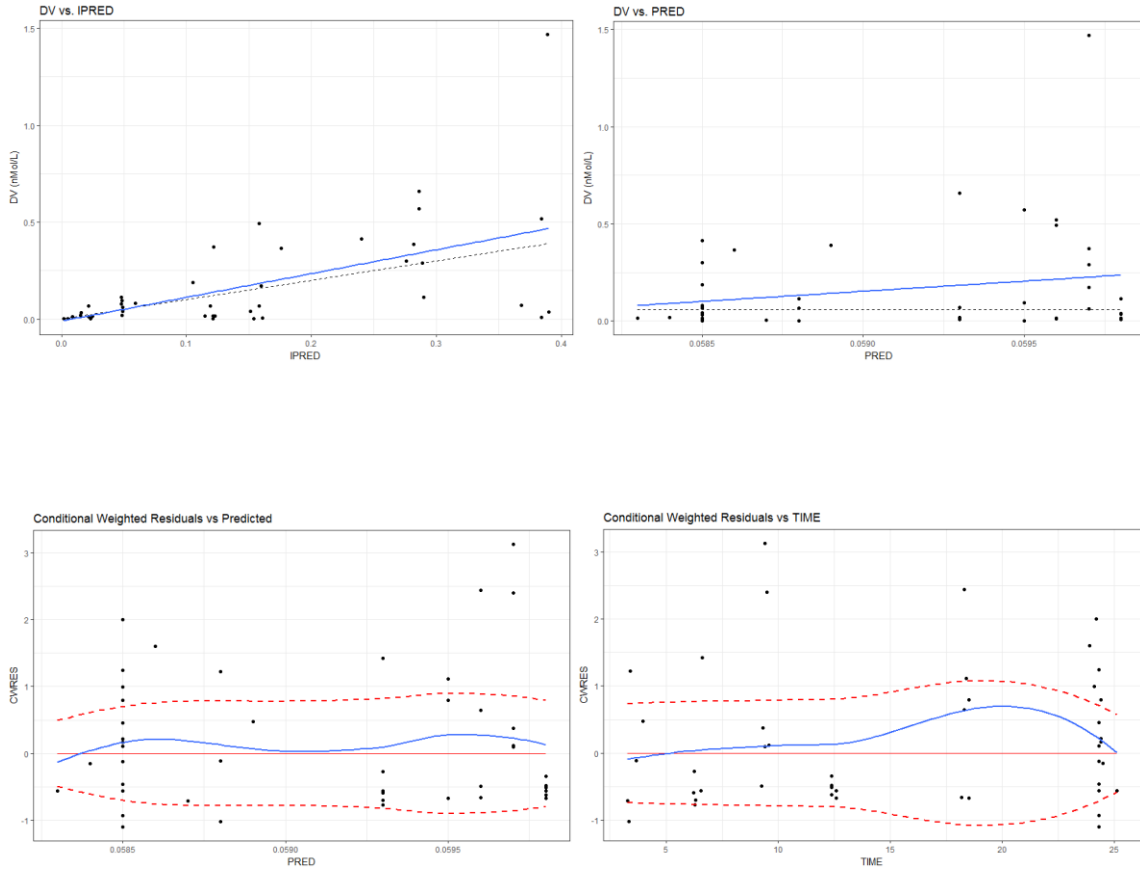 DV vs. IPRED
1.5
1.0
0.5
0.0
DV (nMol/L)
0.0
0.1
0.2
0.3
0.4
IPRED
DV vs. PRED
1.5
1.0
0.5
0.0
DV (nMol/L)
0.0585
0.0590
0.0595
PRED
Conditional Weighted Residuals vs Predicted
3
2
1
0
-1
CWRES
0.0585
0.0590
0.0595
PRED
Conditional Weighted Residuals vs TIME
3
2
1
0
-1
CWRES
5
10
15
20
25
TIME